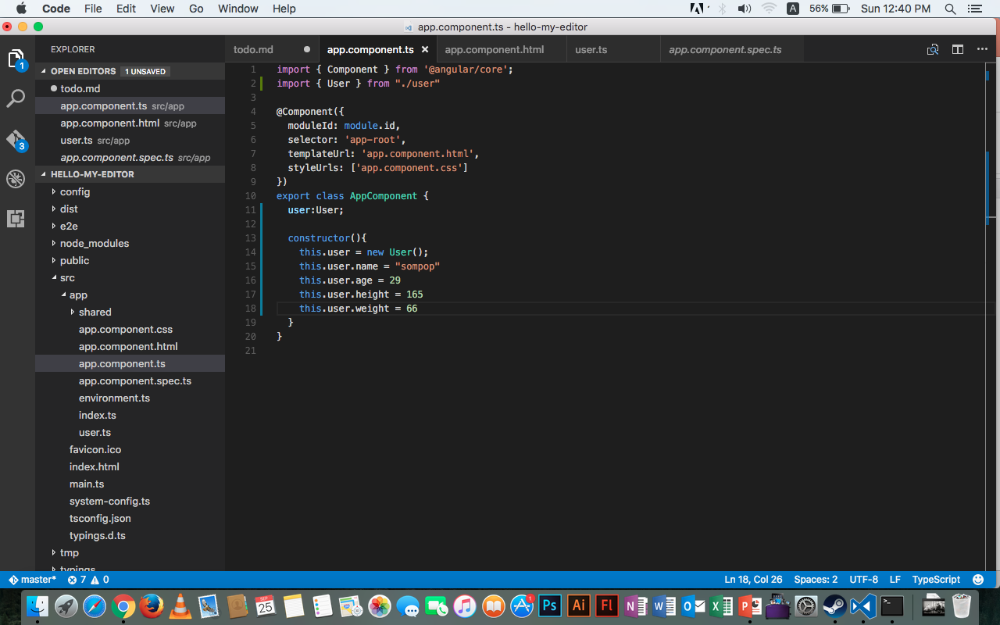 Code File Edit View Go Window Help A 56% Sun 12:40 PM
app.component.ts - hello-my-editor
EXPLORER
OPEN EDITORS 1 UNSAVED
todo.md
app.component.ts src/app
app.component.html src/app
user.ts src/app
app.component.spec.ts src/app
HELLO-MY-EDITOR
config
dist
e2e
node_modules
public
src
app
shared
app.component.css
app.component.html
app.component.ts
app.component.spec.ts
environment.ts
index.ts
user.ts
favicon.ico
index.html
main.ts
system-config.ts
tsconfig.json
typings.d.ts
tmp
typings
1
3
todo.md app.component.ts app.component.html user.ts app.component.spec.ts
1 import { Component } from '@angular/core';
2 import { User } from "./user"
3
4 @Component({
5 moduleId: module.id,
6 selector: 'app-root',
7 templateUrl: 'app.component.html',
8 styleUrls: ['app.component.css']
9 })
10 export class AppComponent {
11 user:User;
12
13 constructor(){
14 this.user = new User();
15 this.user.name = "sompop"
16 this.user.age = 29
17 this.user.height = 165
18 this.user.weight = 66
19 }
20 }
21
master* 7 0 Ln 18, Col 26 Spaces: 2 UTF-8 LF TypeScript
SEP 25 1 Ps Ai Fl N W O X P